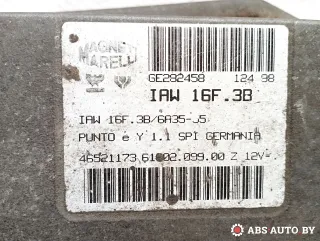 MAGNETI MARELLI
GE282458 124 98
IAW 16F.3B
IAW 16F.3B/6A35-J5
PUNTO e Y 1.1 SPI GERMANIA
46521173 61602.099.00 Z 12V
ABS AUTO BY